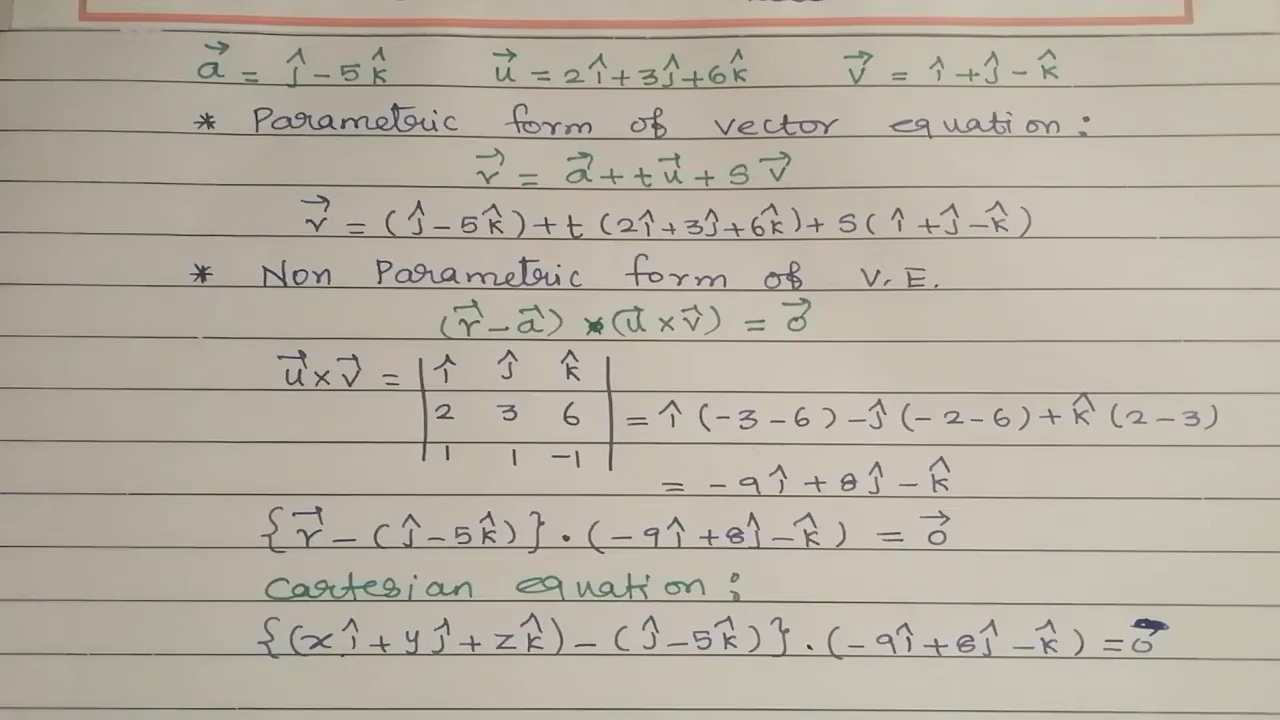 a⃗ = ĵ - 5k̂ u⃗ = 2î + 3ĵ + 6k̂ v⃗ = î + ĵ - k̂
* Parametric form of vector equation :
r⃗ = a⃗ + t u⃗ + s v⃗
r⃗ = (ĵ - 5k̂) + t (2î + 3ĵ + 6k̂) + s (î + ĵ - k̂)
* Non Parametric form of V.E.
(r⃗ - a⃗) • (u⃗ × v⃗) = 0⃗
u⃗ × v⃗ = | î ĵ k̂ |
| 2 3 6 | = î (-3 - 6) - ĵ (-2 - 6) + k̂ (2 - 3)
| 1 1 -1 |
= -9î + 8ĵ - k̂
{r⃗ - (ĵ - 5k̂)} . (-9î + 8ĵ - k̂) = 0⃗
Cartesian equation :
{(xî + yĵ + zk̂) - (ĵ - 5k̂)} . (-9î + 8ĵ - k̂) = 0